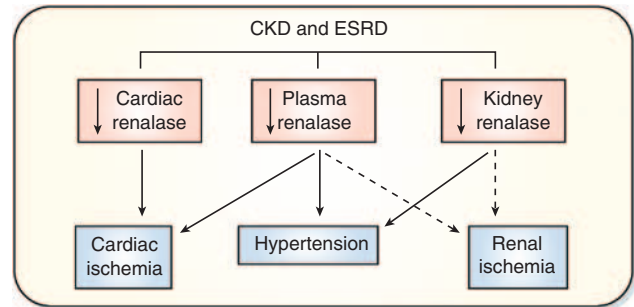 CKD and ESRD
Cardiac
renalase
Plasma
renalase
Kidney
renalase
Cardiac
ischemia
Hypertension
Renal
ischemia